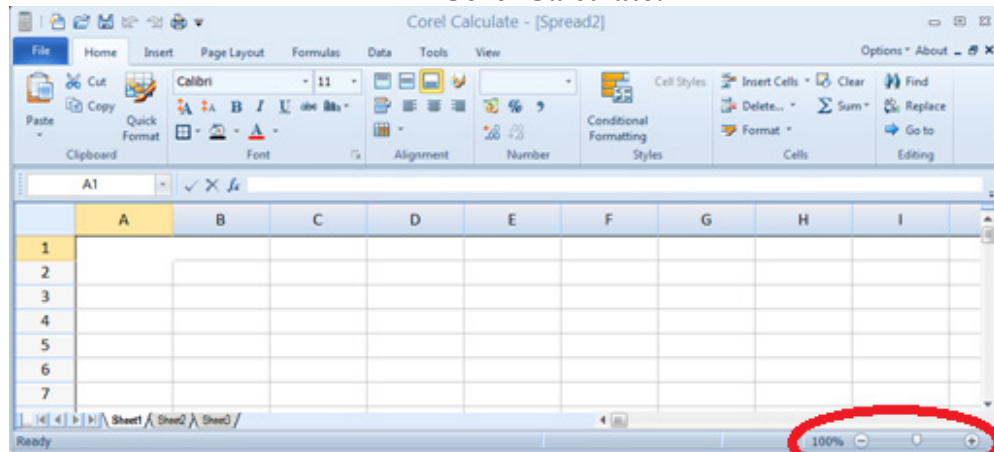 Corel Calculate - [Spread2]
File Home Insert Page Layout Formulas Data Tools View Options About
Cut Calibri 11 Cell Styles Insert Cells Clear Find
Copy B I U abc % , Delete... Σ Sum Replace
Paste Quick Format A Conditional Formatting Format Go to
Clipboard Font Alignment Number Styles Cells Editing
A1 fx
A B C D E F G H I
1
2
3
4
5
6
7
Sheet1 Sheet2 Sheet3
Ready 100%